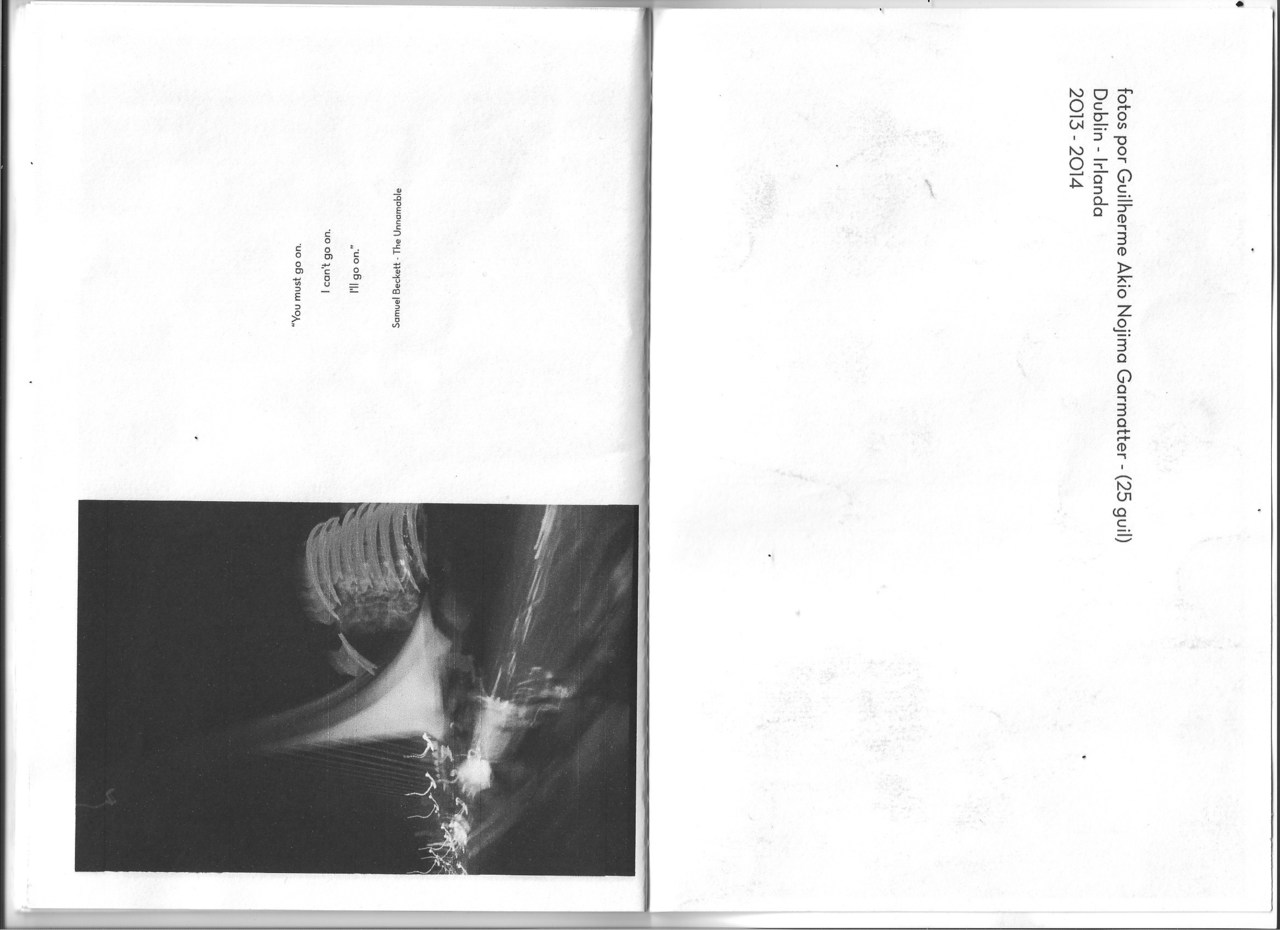 "You must go on.
I can't go on.
I'll go on."
Samuel Beckett - The Unnamable
fotos por Guilherme Akio Nojima Garmatter - (25 guil)
Dublin - Irlanda
2013 - 2014